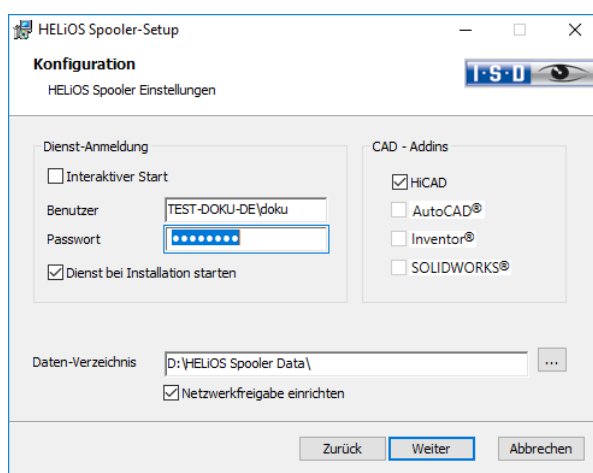 HELiOS Spooler-Setup
Konfiguration
HELiOS Spooler Einstellungen
I·S·D
Dienst-Anmeldung
Interaktiver Start
Benutzer TEST-DOKU-DE\doku
Passwort
Dienst bei Installation starten
CAD - Addins
HiCAD
AutoCAD®
Inventor®
SOLIDWORKS®
Daten-Verzeichnis D:\HELiOS Spooler Data\ ...
Netzwerkfreigabe einrichten
Zurück Weiter Abbrechen